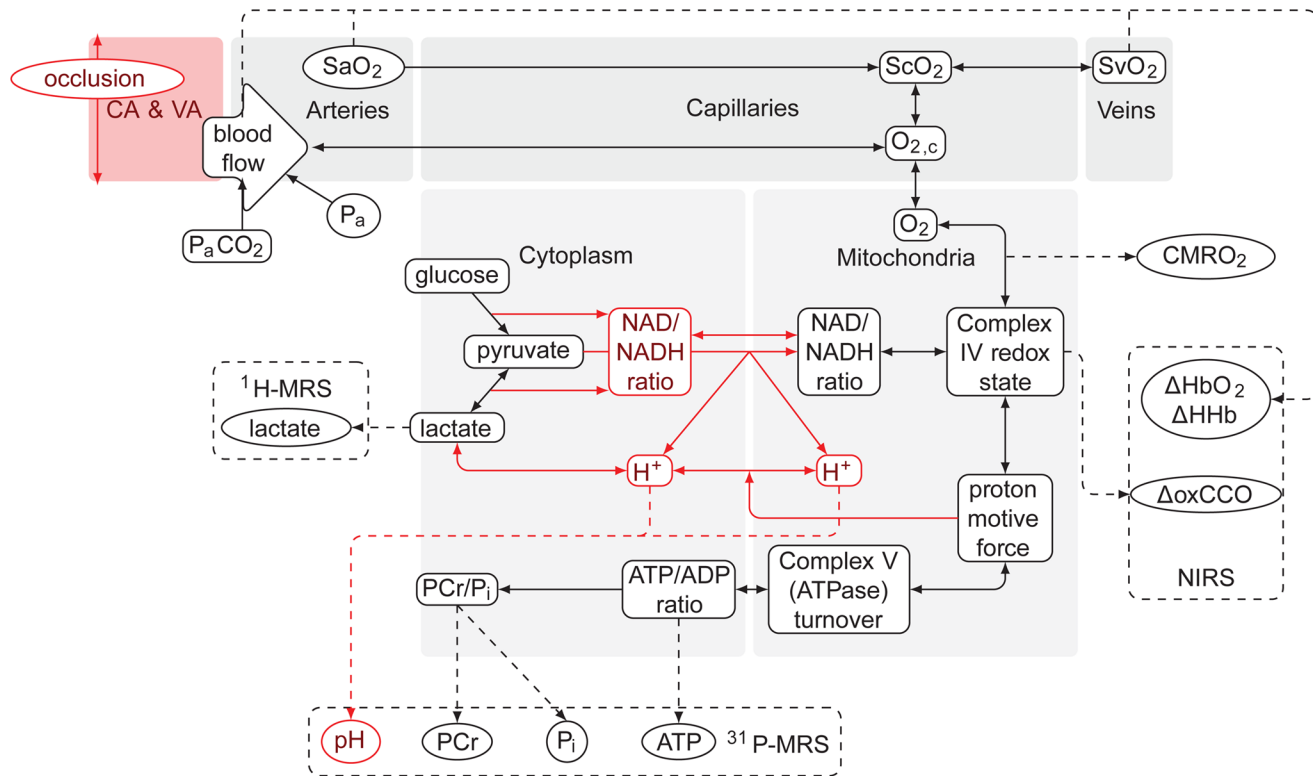 occlusion
CA & VA
SaO2
Arteries
Capillaries
ScO2
SvO2
Veins
blood
flow
O2,c
PaCO2
Pa
O2
Cytoplasm
Mitochondria
CMRO2
glucose
NAD/
NADH
ratio
NAD/
NADH
ratio
Complex
IV redox
state
pyruvate
1H-MRS
lactate
lactate
ΔHbO2
ΔHHb
H+
H+
proton
motive
force
ΔoxCCO
NIRS
PCr/Pi
ATP/ADP
ratio
Complex V
(ATPase)
turnover
pH
PCr
Pi
ATP
31P-MRS